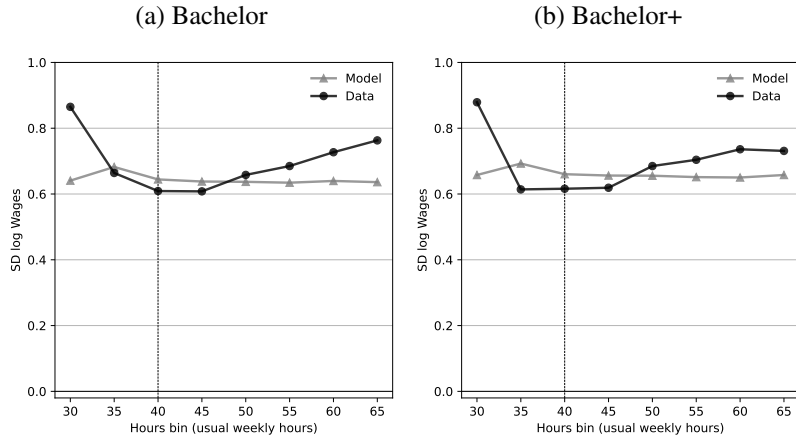 (a) Bachelor
1.0
0.8
0.6
0.4
0.2
0.0
SD log Wages
Model
Data
30 35 40 45 50 55 60 65
Hours bin (usual weekly hours)
(b) Bachelor+
1.0
0.8
0.6
0.4
0.2
0.0
SD log Wages
Model
Data
30 35 40 45 50 55 60 65
Hours bin (usual weekly hours)